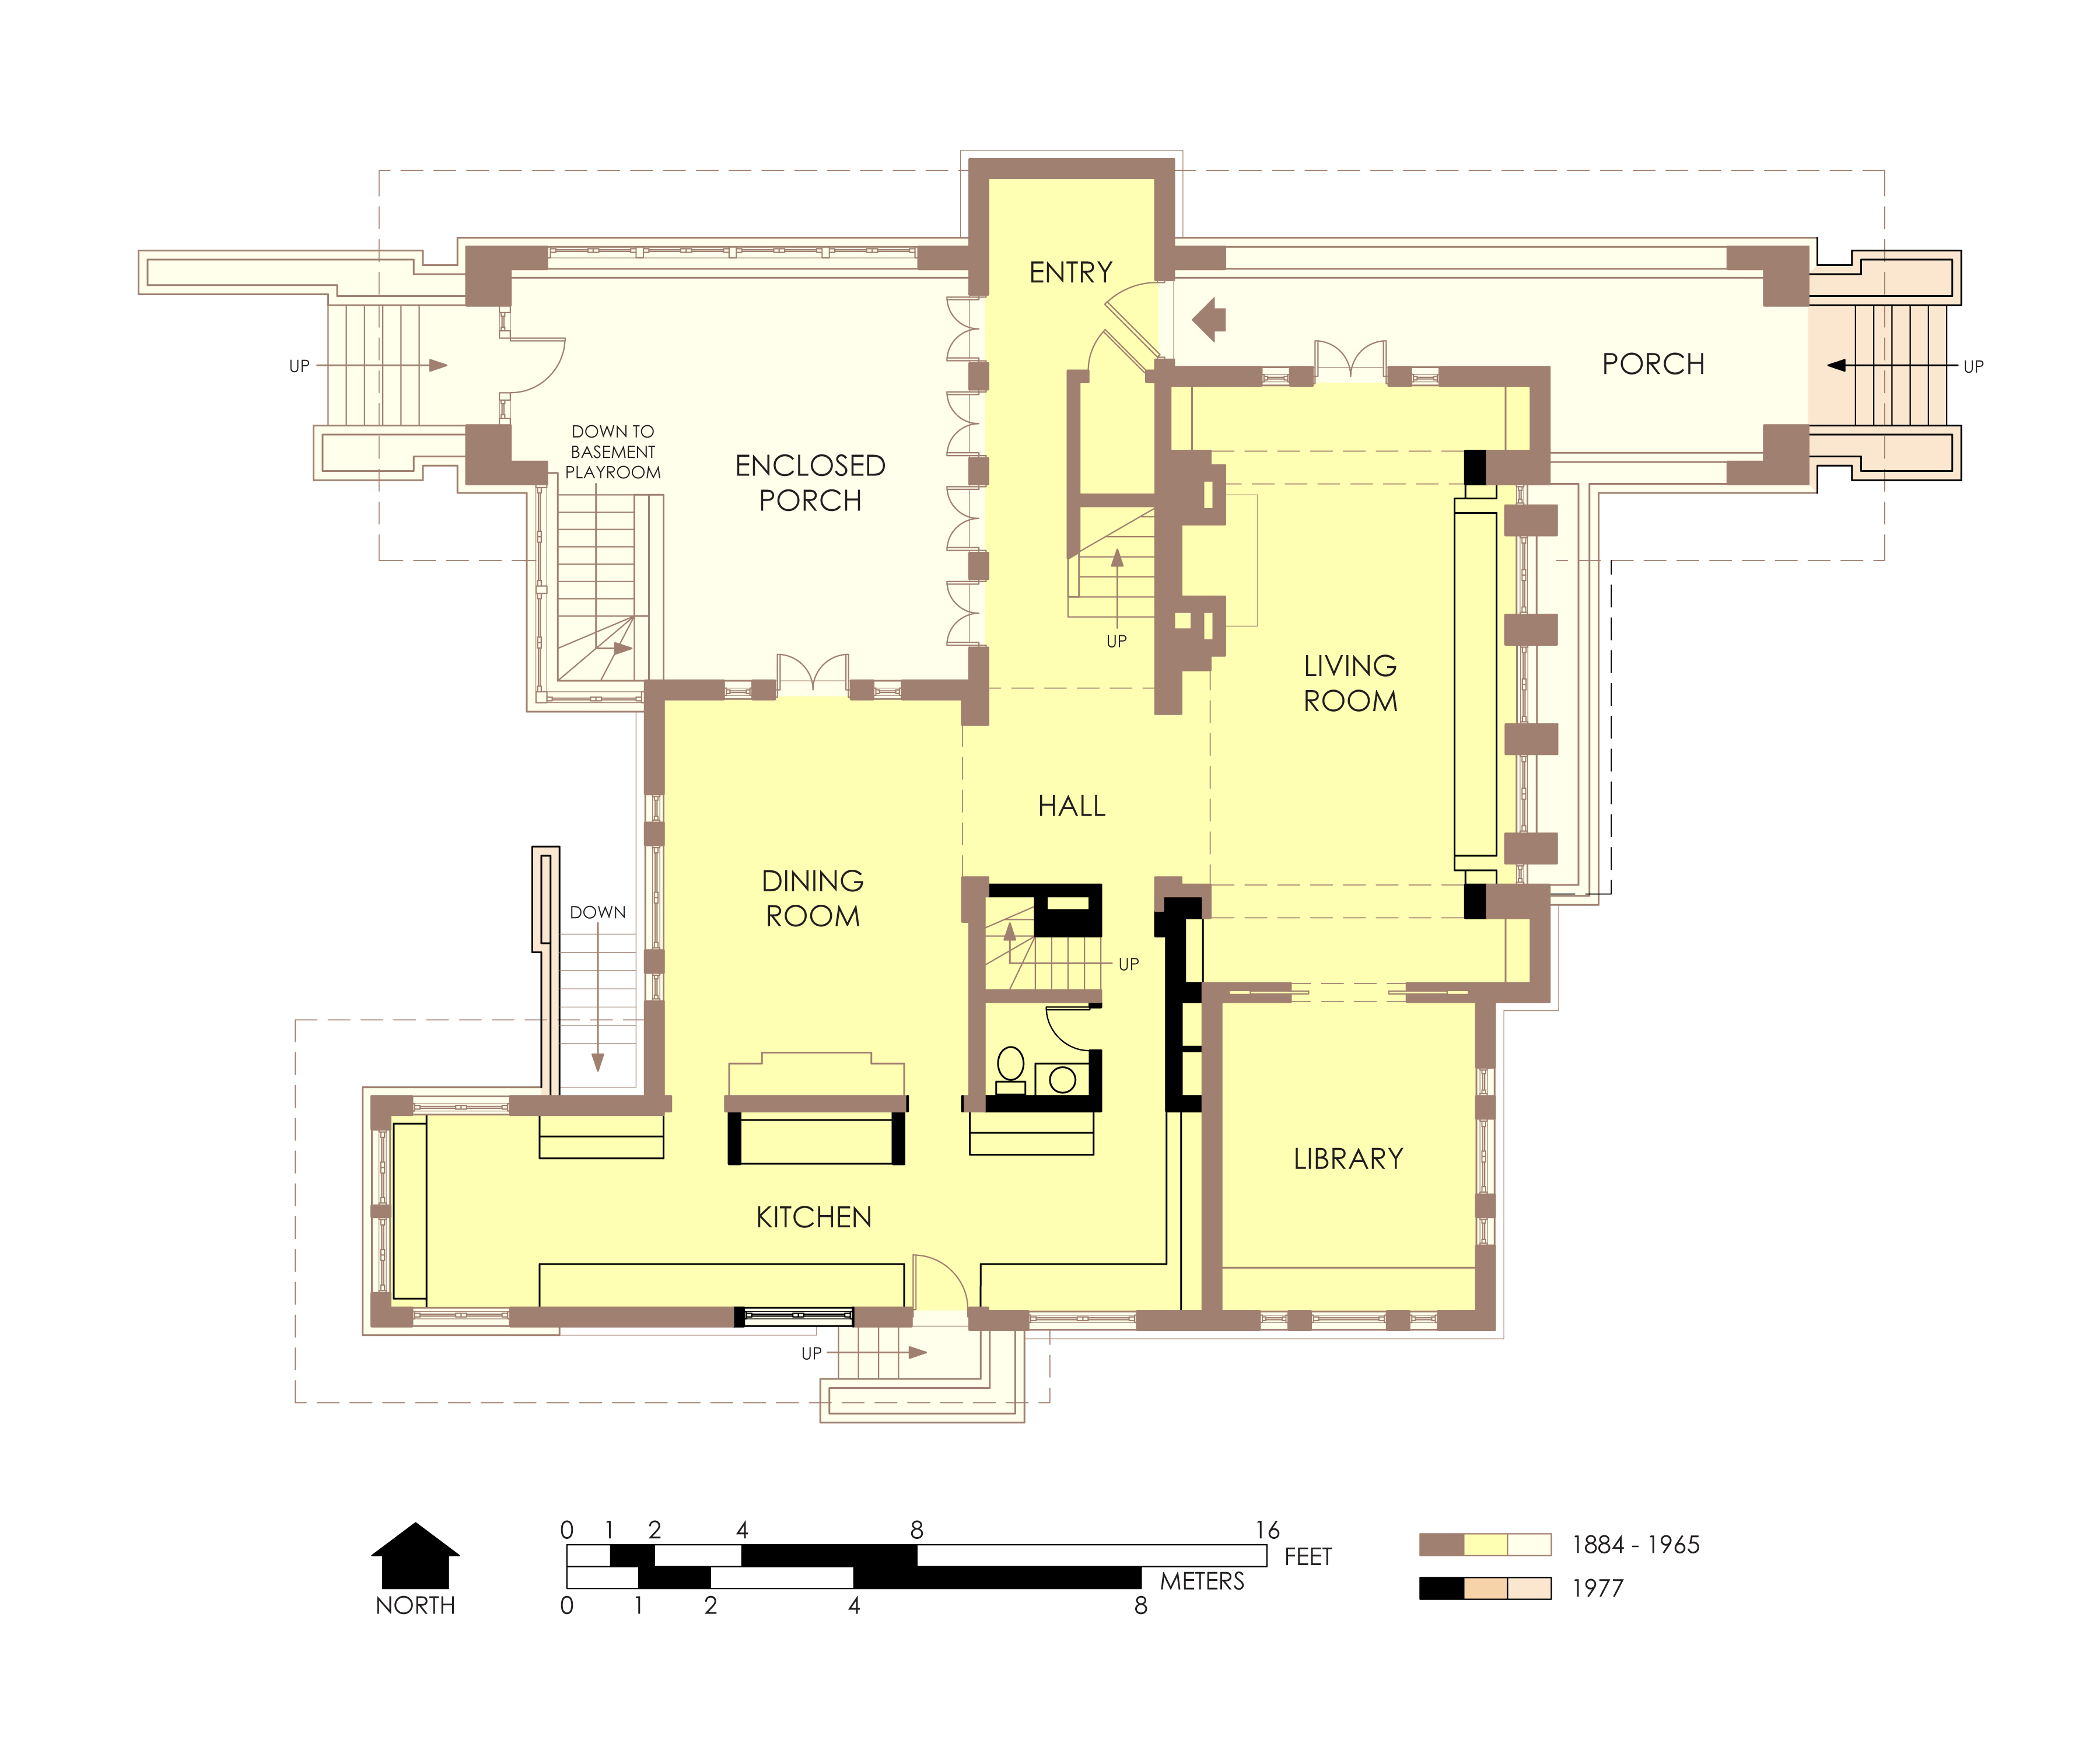 ENTRY
UP
PORCH
UP
DOWN TO
BASEMENT
PLAYROOM
ENCLOSED
PORCH
UP
LIVING
ROOM
HALL
DINING
ROOM
DOWN
UP
LIBRARY
KITCHEN
UP
0 1 2 4 8 16
FEET
METERS
0 1 2 4 8
NORTH
1884 - 1965
1977